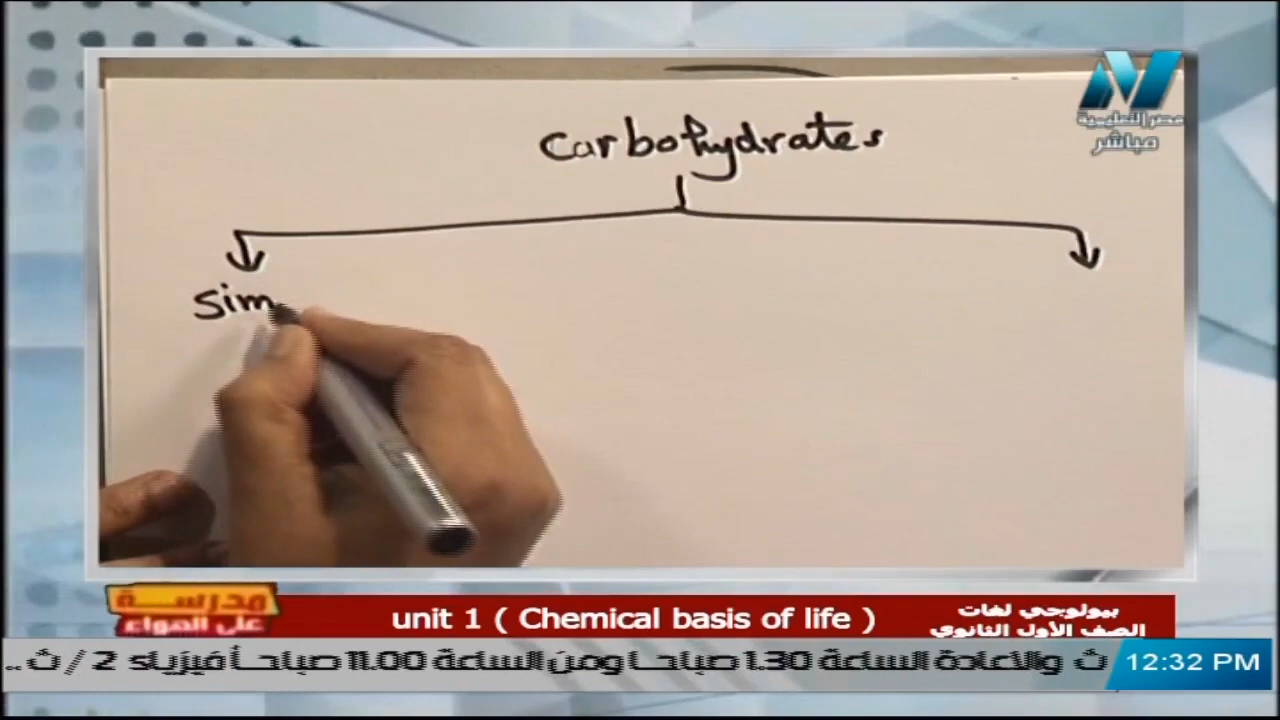 مصر التعليمية
مباشر
Carbohydrates
Sim
مدرسة
على الهواء
unit 1 ( Chemical basis of life )
بيولوجي لغات
الصف الأول الثانوي
ث والاعادة الساعة 1.30 صباحا ومن الساعة 11.00 صباحا فيزياء 2 / ث ..
12:32 PM